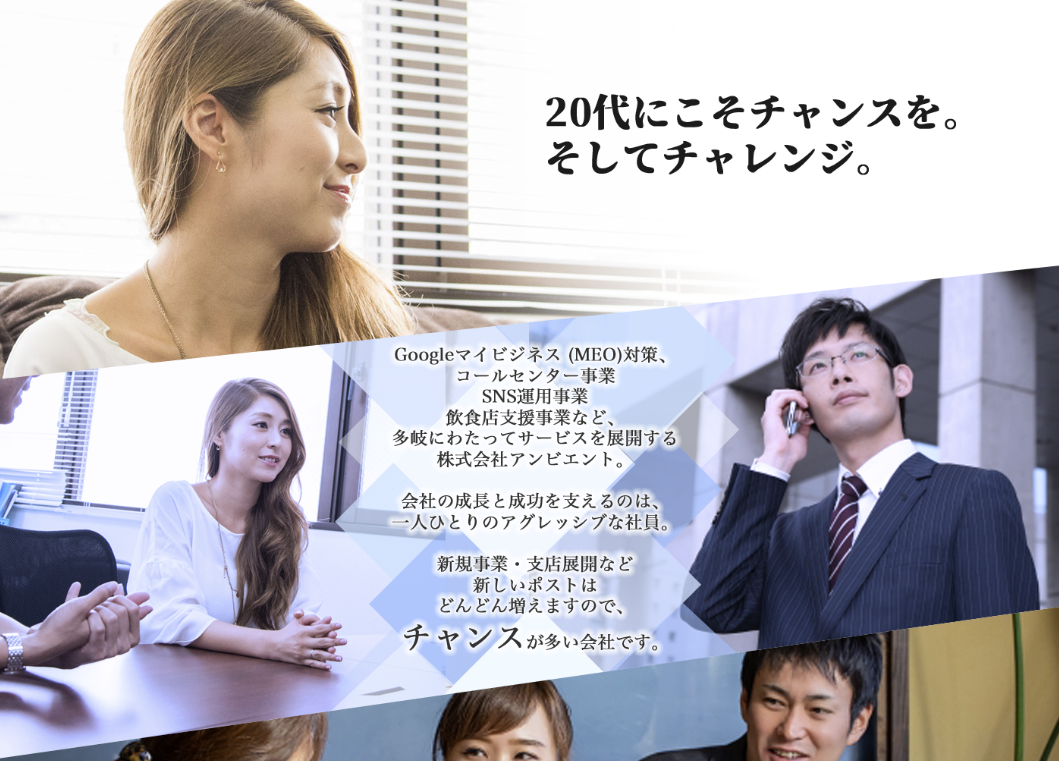 20代にこそチャンスを。
そしてチャレンジ。
Googleマイビジネス (MEO)対策、
コールセンター事業
SNS運用事業
飲食店支援事業など、
多岐にわたってサービスを展開する
株式会社アンビエント。
会社の成長と成功を支えるのは、
一人ひとりのアグレッシブな社員。
新規事業・支店展開など
新しいポストは
どんどん増えますので、
チャンスが多い会社です。